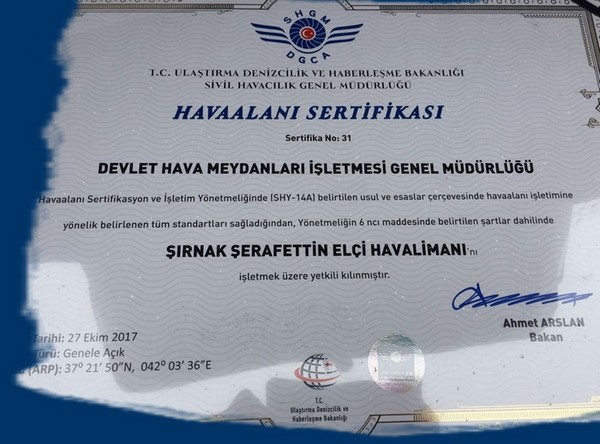 SHGM
DGCA
T.C. ULAŞTIRMA DENİZCİLİK VE HABERLEŞME BAKANLIĞI
SİVİL HAVACILIK GENEL MÜDÜRLÜĞÜ
HAVAALANI SERTİFİKASI
Sertifika No: 31
DEVLET HAVA MEYDANLARI İŞLETMESİ GENEL MÜDÜRLÜĞÜ
Havaalanı Sertifikasyon ve İşletim Yönetmeliğinde (SHY-14A) belirtilen usul ve esaslar çerçevesinde havaalanı işletimine
yönelik belirlenen tüm standartları sağladığından, Yönetmeliğin 6 ncı maddesinde belirtilen şartlar dahilinde
ŞIRNAK ŞERAFETTİN ELÇİ HAVALİMANI'nı
işletmek üzere yetkili kılınmıştır.
Ahmet ARSLAN
Bakan
Tarihi: 27 Ekim 2017
Türü: Genele Açık
(ARP): 37⁰ 21' 50"N, 042⁰ 03' 36"E
T.C.
Ulaştırma Denizcilik ve
Haberleşme Bakanlığı